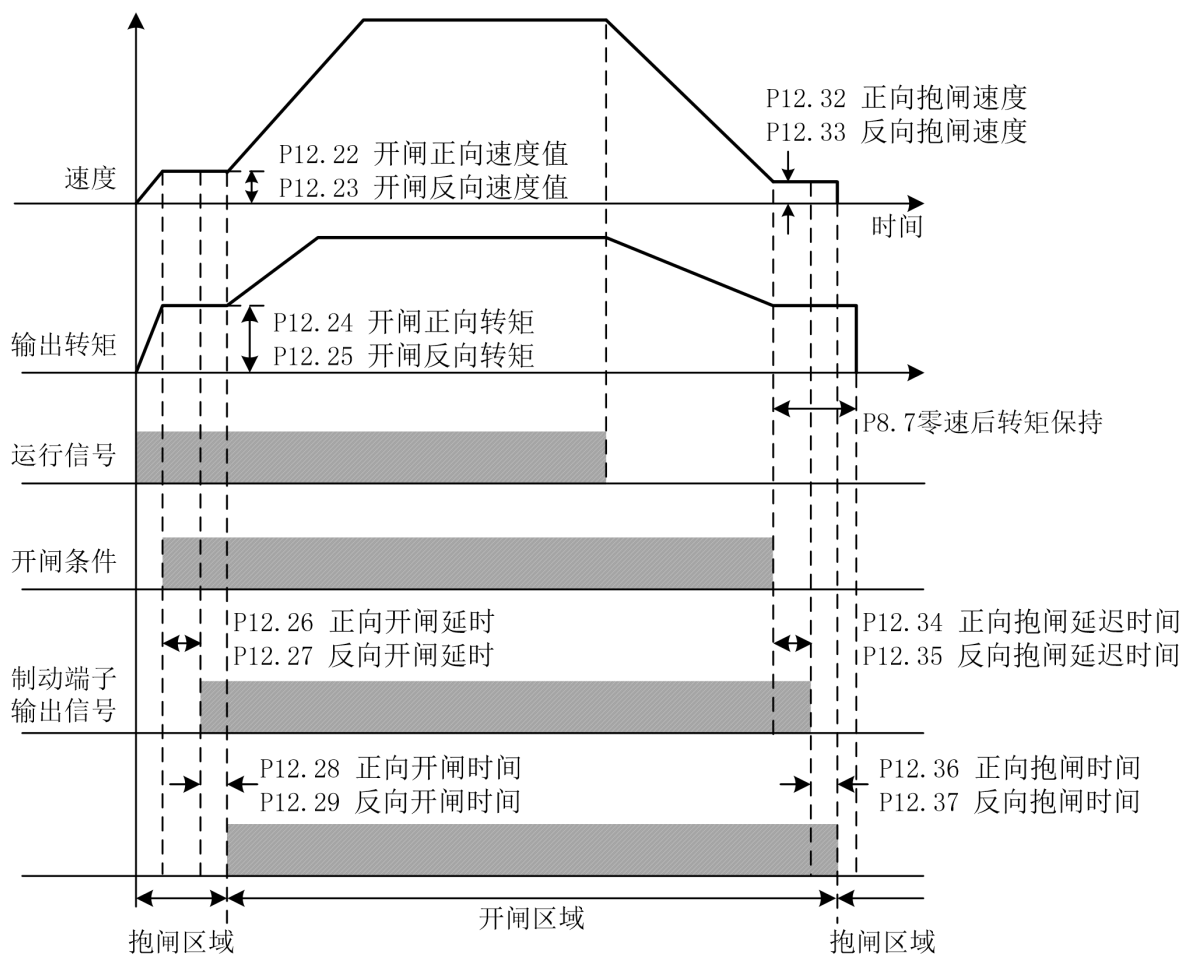 P12.32 正向抱闸速度
P12.33 反向抱闸速度
P12.22 开闸正向速度值
P12.23 开闸反向速度值
速度
时间
P12.24 开闸正向转矩
P12.25 开闸反向转矩
输出转矩
P8.7零速后转矩保持
运行信号
开闸条件
P12.26 正向开闸延时
P12.27 反向开闸延时
P12.34 正向抱闸延迟时间
P12.35 反向抱闸延迟时间
制动端子
输出信号
P12.28 正向开闸时间
P12.29 反向开闸时间
P12.36 正向抱闸时间
P12.37 反向抱闸时间
开闸区域
抱闸区域
抱闸区域